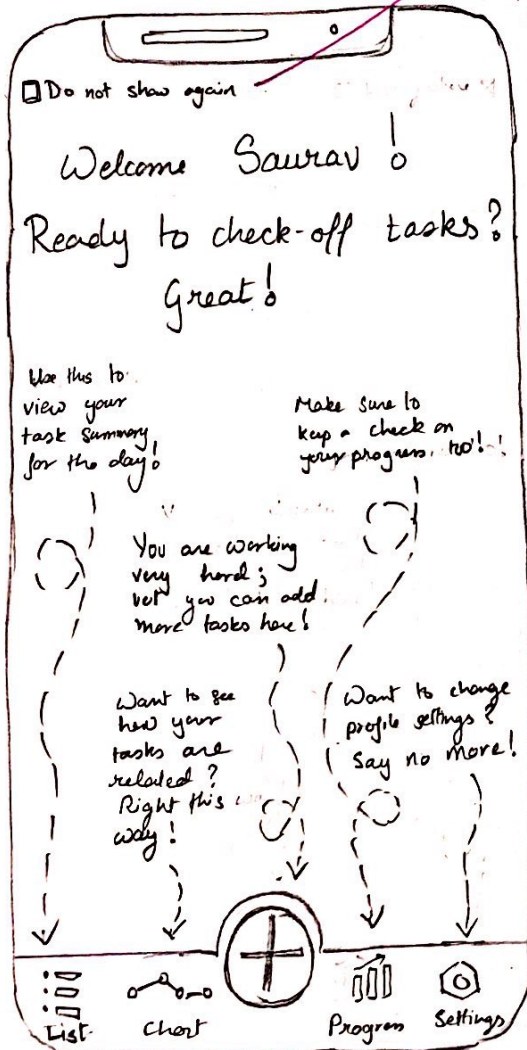 Do not show again
Welcome Saurav!
Ready to check-off tasks?
Great!
Use this to
view your
task summary
for the day!
Make sure to
keep a check on
your progress, too!
You are working
very hard;
but you can add
more tasks here!
Want to see
how your
tasks are
related?
Right this
way!
Want to change
profile settings?
Say no more!
List
Chart
Progress
Settings